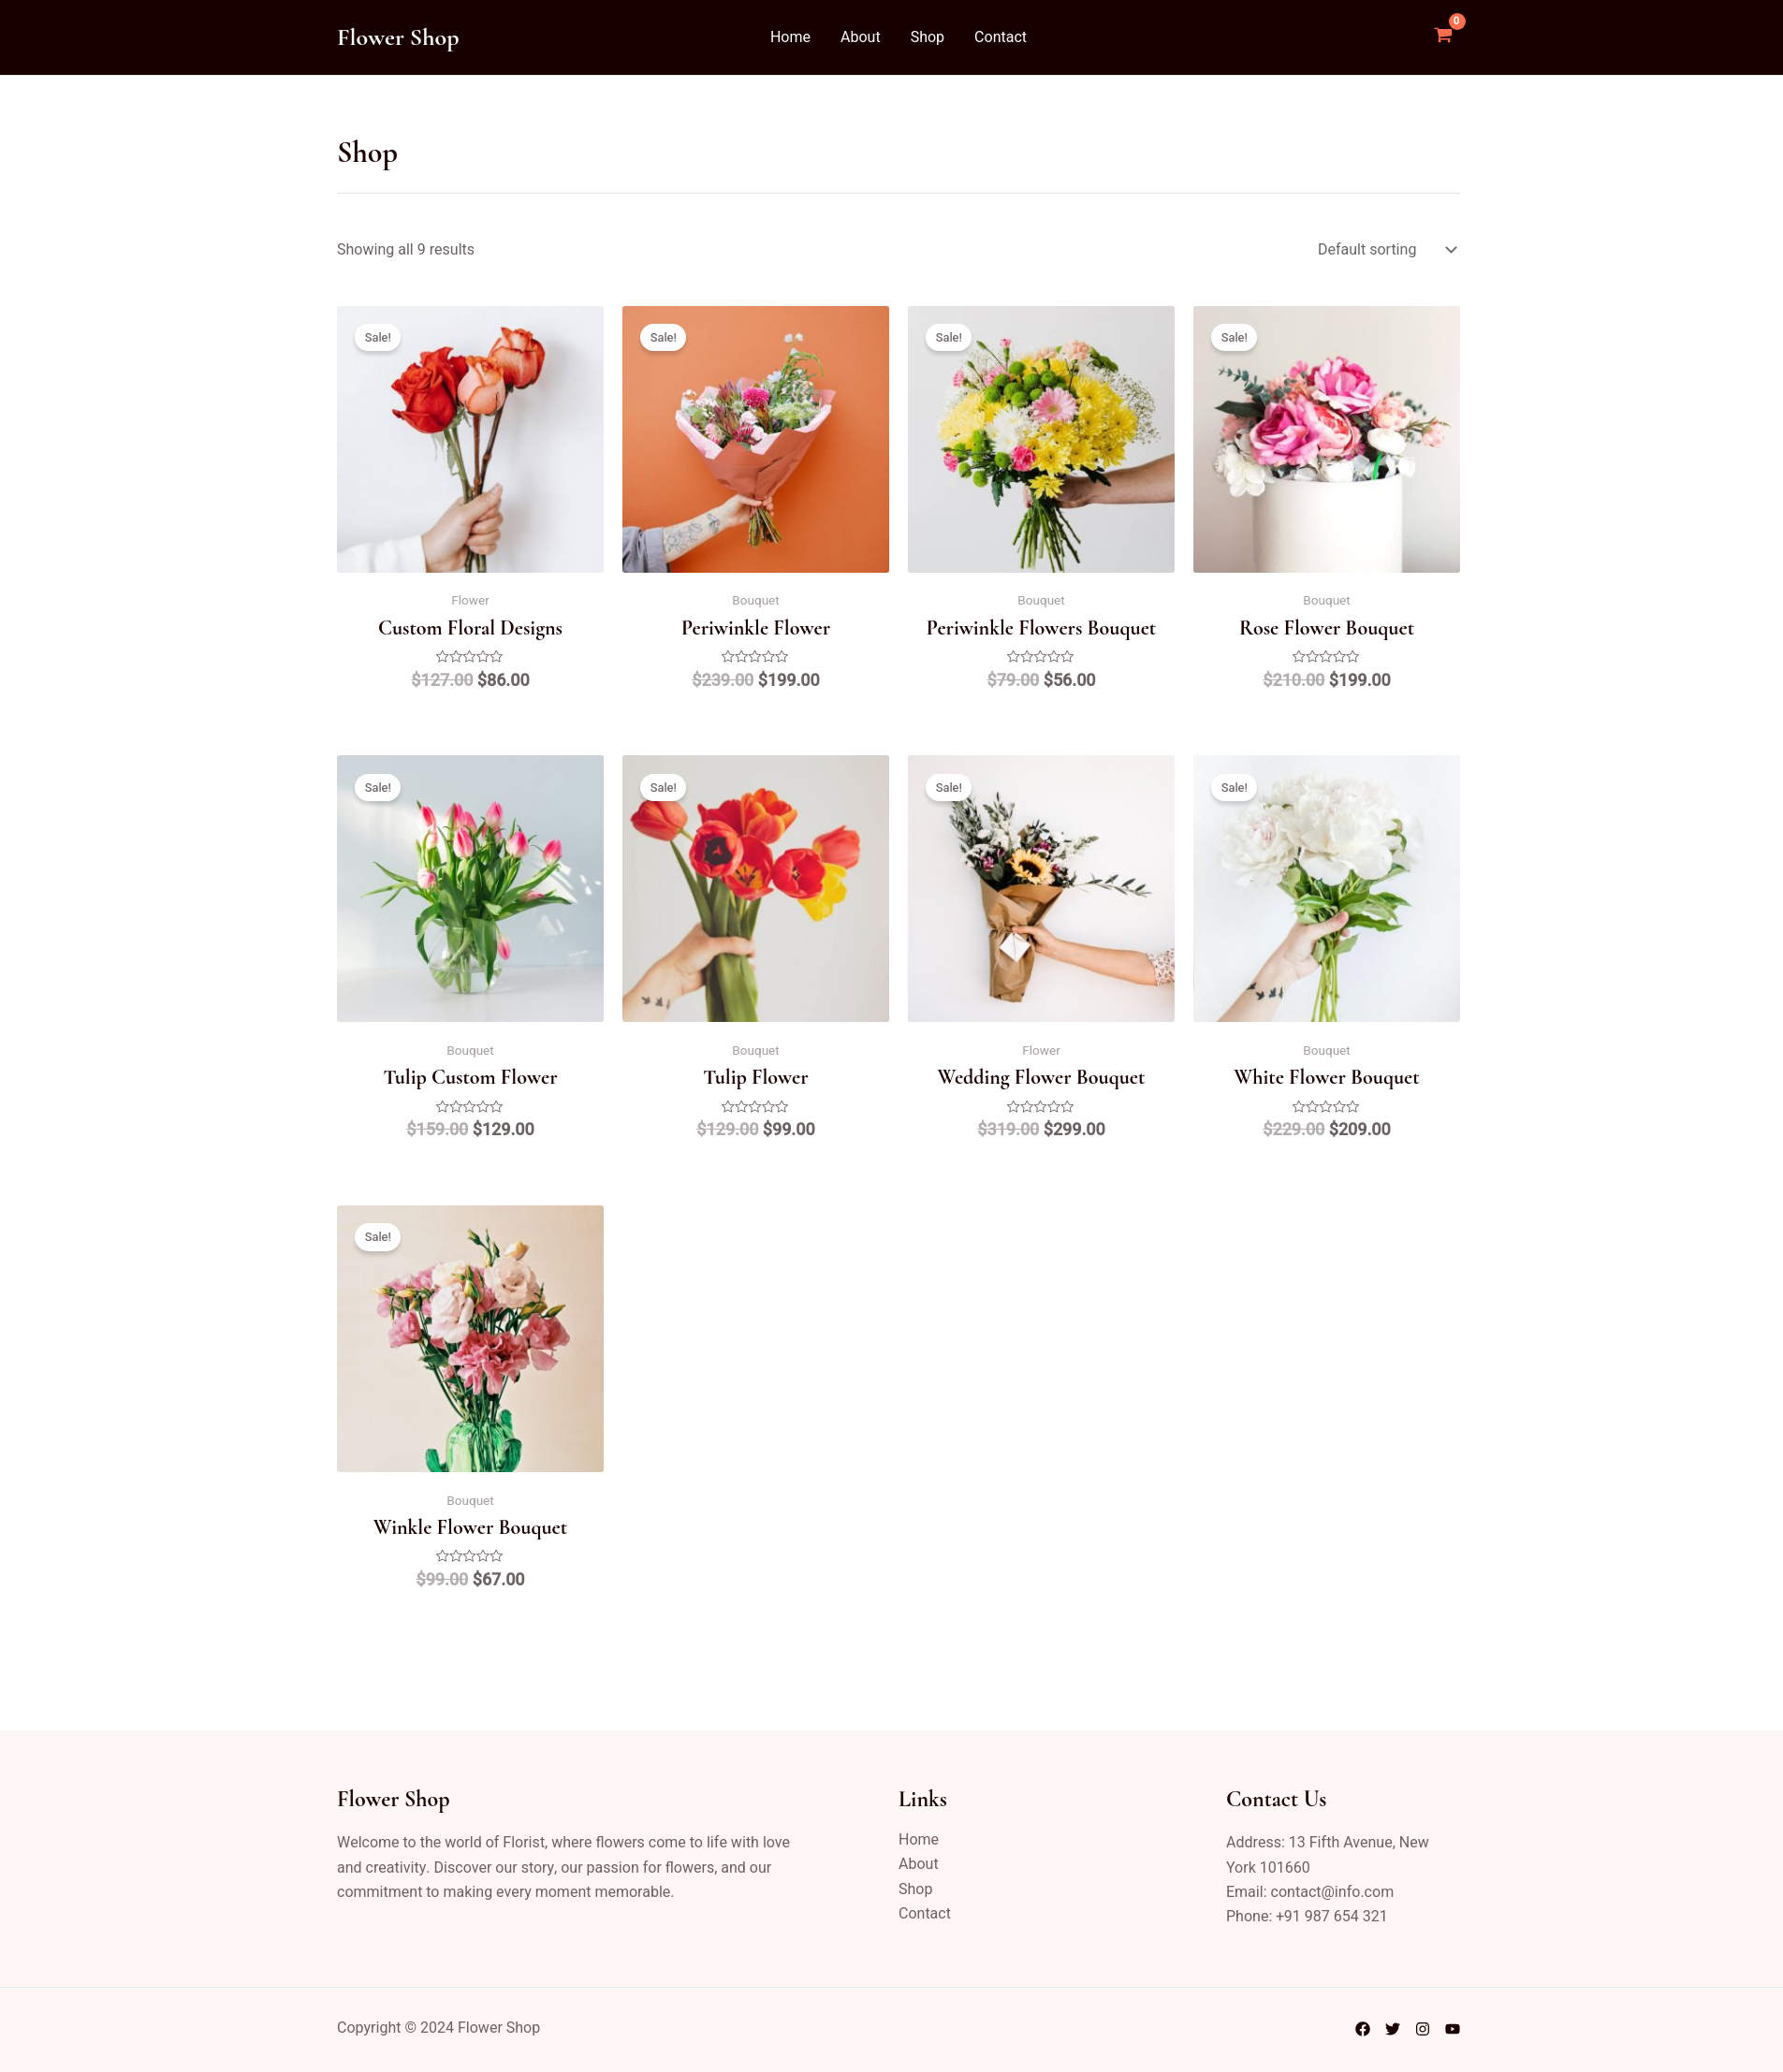 Flower Shop
Home About Shop Contact
0
Shop
Showing all 9 results
Default sorting
Sale!
Flower
Custom Floral Designs
$127.00 $86.00
Sale!
Bouquet
Periwinkle Flower
$239.00 $199.00
Sale!
Bouquet
Periwinkle Flowers Bouquet
$79.00 $56.00
Sale!
Bouquet
Rose Flower Bouquet
$210.00 $199.00
Sale!
Bouquet
Tulip Custom Flower
$159.00 $129.00
Sale!
Bouquet
Tulip Flower
$129.00 $99.00
Sale!
Flower
Wedding Flower Bouquet
$319.00 $299.00
Sale!
Bouquet
White Flower Bouquet
$229.00 $209.00
Sale!
Bouquet
Winkle Flower Bouquet
$99.00 $67.00
Flower Shop
Welcome to the world of Florist, where flowers come to life with love
and creativity. Discover our story, our passion for flowers, and our
commitment to making every moment memorable.
Links
Home
About
Shop
Contact
Contact Us
Address: 13 Fifth Avenue, New
York 101660
Email: contact@info.com
Phone: +91 987 654 321
Copyright © 2024 Flower Shop